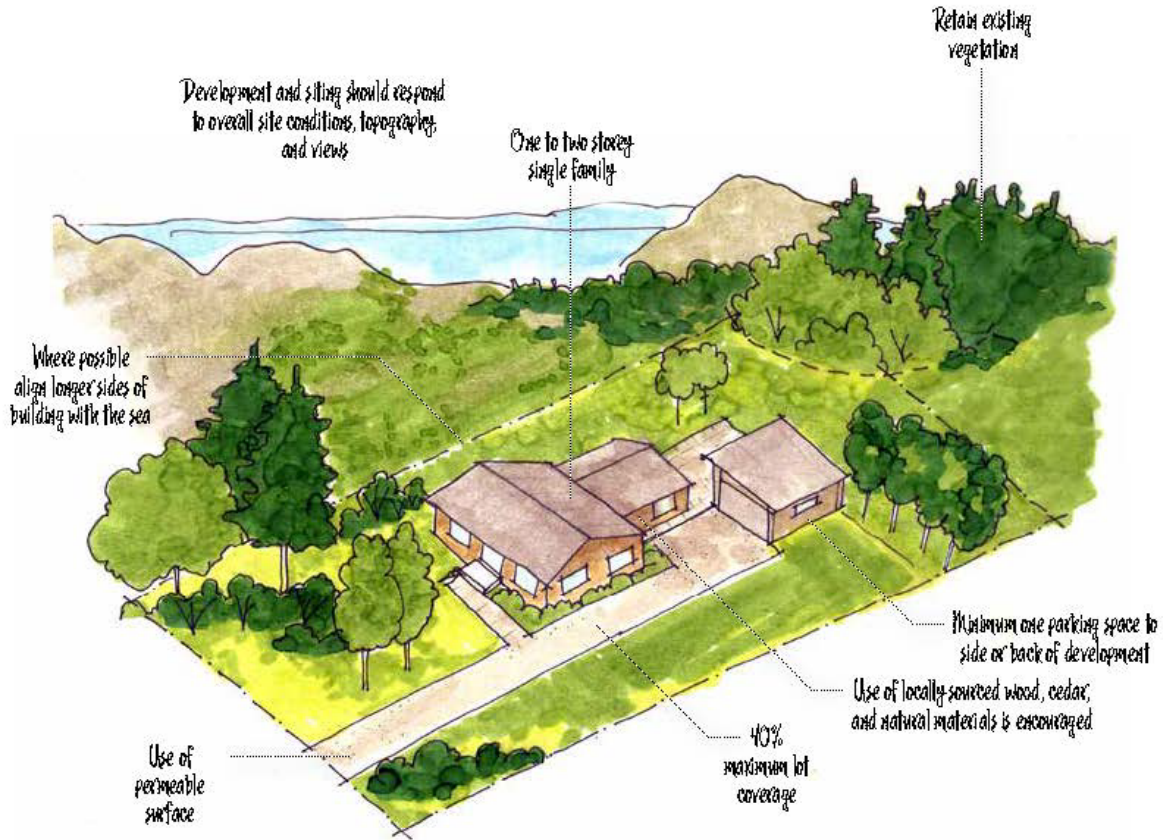 Retain existing
vegetation
Development and siting should respond
to overall site conditions, topography,
and views
One to two storey
single family
Where possible
align longer sides of
building with the sea
Minimum one parking space to
side or back of development
Use of locally sourced wood, cedar,
and natural materials is encouraged
40%
maximum lot
coverage
Use of
permeable
surface